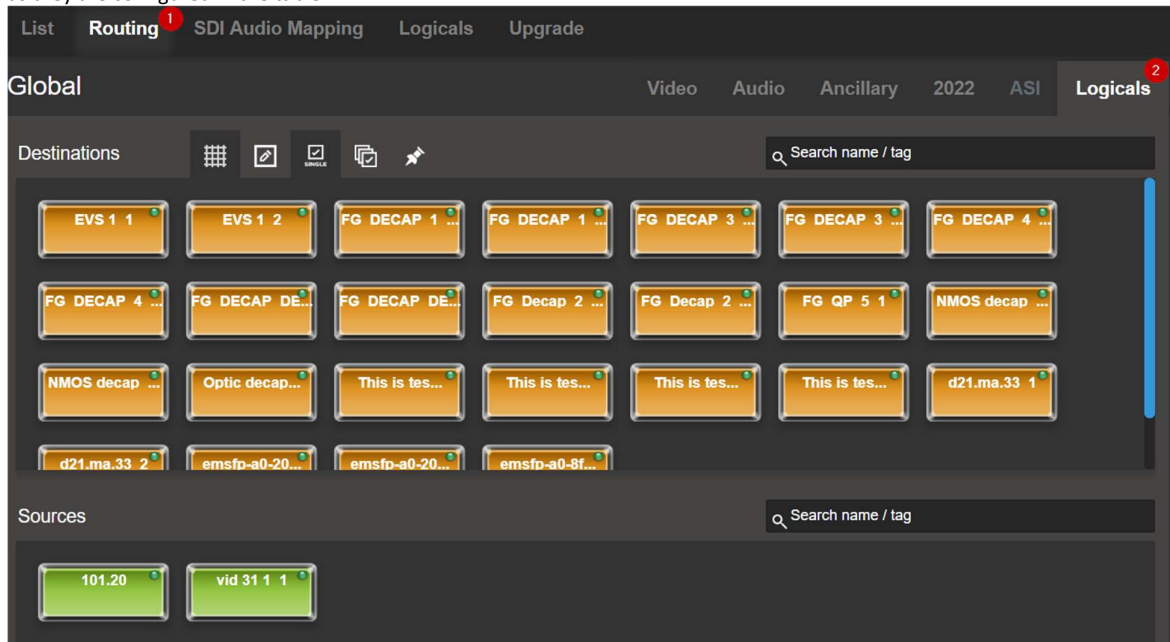 List Routing 1 SDI Audio Mapping Logicals Upgrade
2
Global Video Audio Ancillary 2022 ASI Logicals
Destinations SINGLE Search name / tag
EVS 1 1 EVS 1 2 FG DECAP 1 ... FG DECAP 1 ... FG DECAP 3 ... FG DECAP 3 ... FG DECAP 4 ...
FG DECAP 4 ... FG DECAP DE... FG DECAP DE... FG Decap 2 ... FG Decap 2 ... FG QP 5 1 NMOS decap ...
NMOS decap ... Optic decap... This is tes... This is tes... This is tes... This is tes... d21.ma.33 1
d21.ma.33 2 emsfp-a0-20... emsfp-a0-20... emsfp-a0-8f...
Sources Search name / tag
101.20 vid 31 1 1